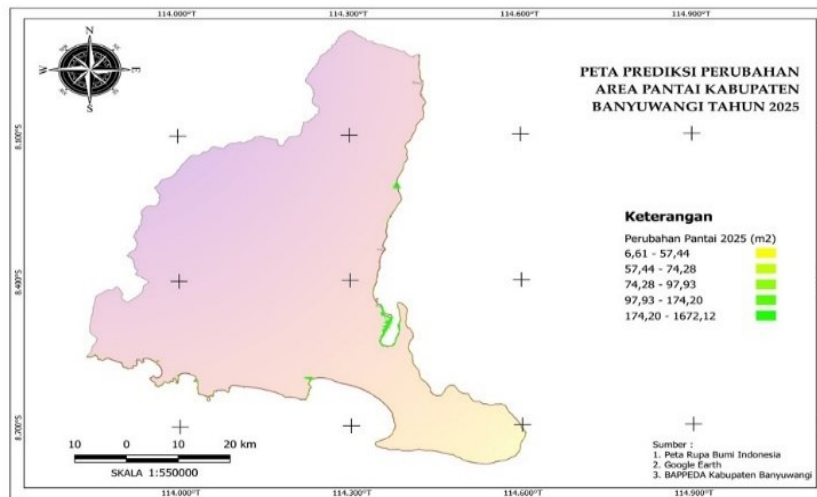 114.000°T 114.300°T 114.600°T 114.900°T
N
W E
S
PETA PREDIKSI PERUBAHAN
AREA PANTAI KABUPATEN
BANYUWANGI TAHUN 2025
8.100°S
8.400°S
8.700°S
Keterangan
Perubahan Pantai 2025 (m2)
6,61 - 57,44
57,44 - 74,28
74,28 - 97,93
97,93 - 174,20
174,20 - 1672,12
10 0 10 20 km
SKALA 1:550000
Sumber :
1. Peta Rupa Bumi Indonesia
2. Google Earth
3. BAPPEDA Kabupaten Banyuwangi
114.000°T 114.300°T 114.600°T 114.900°T